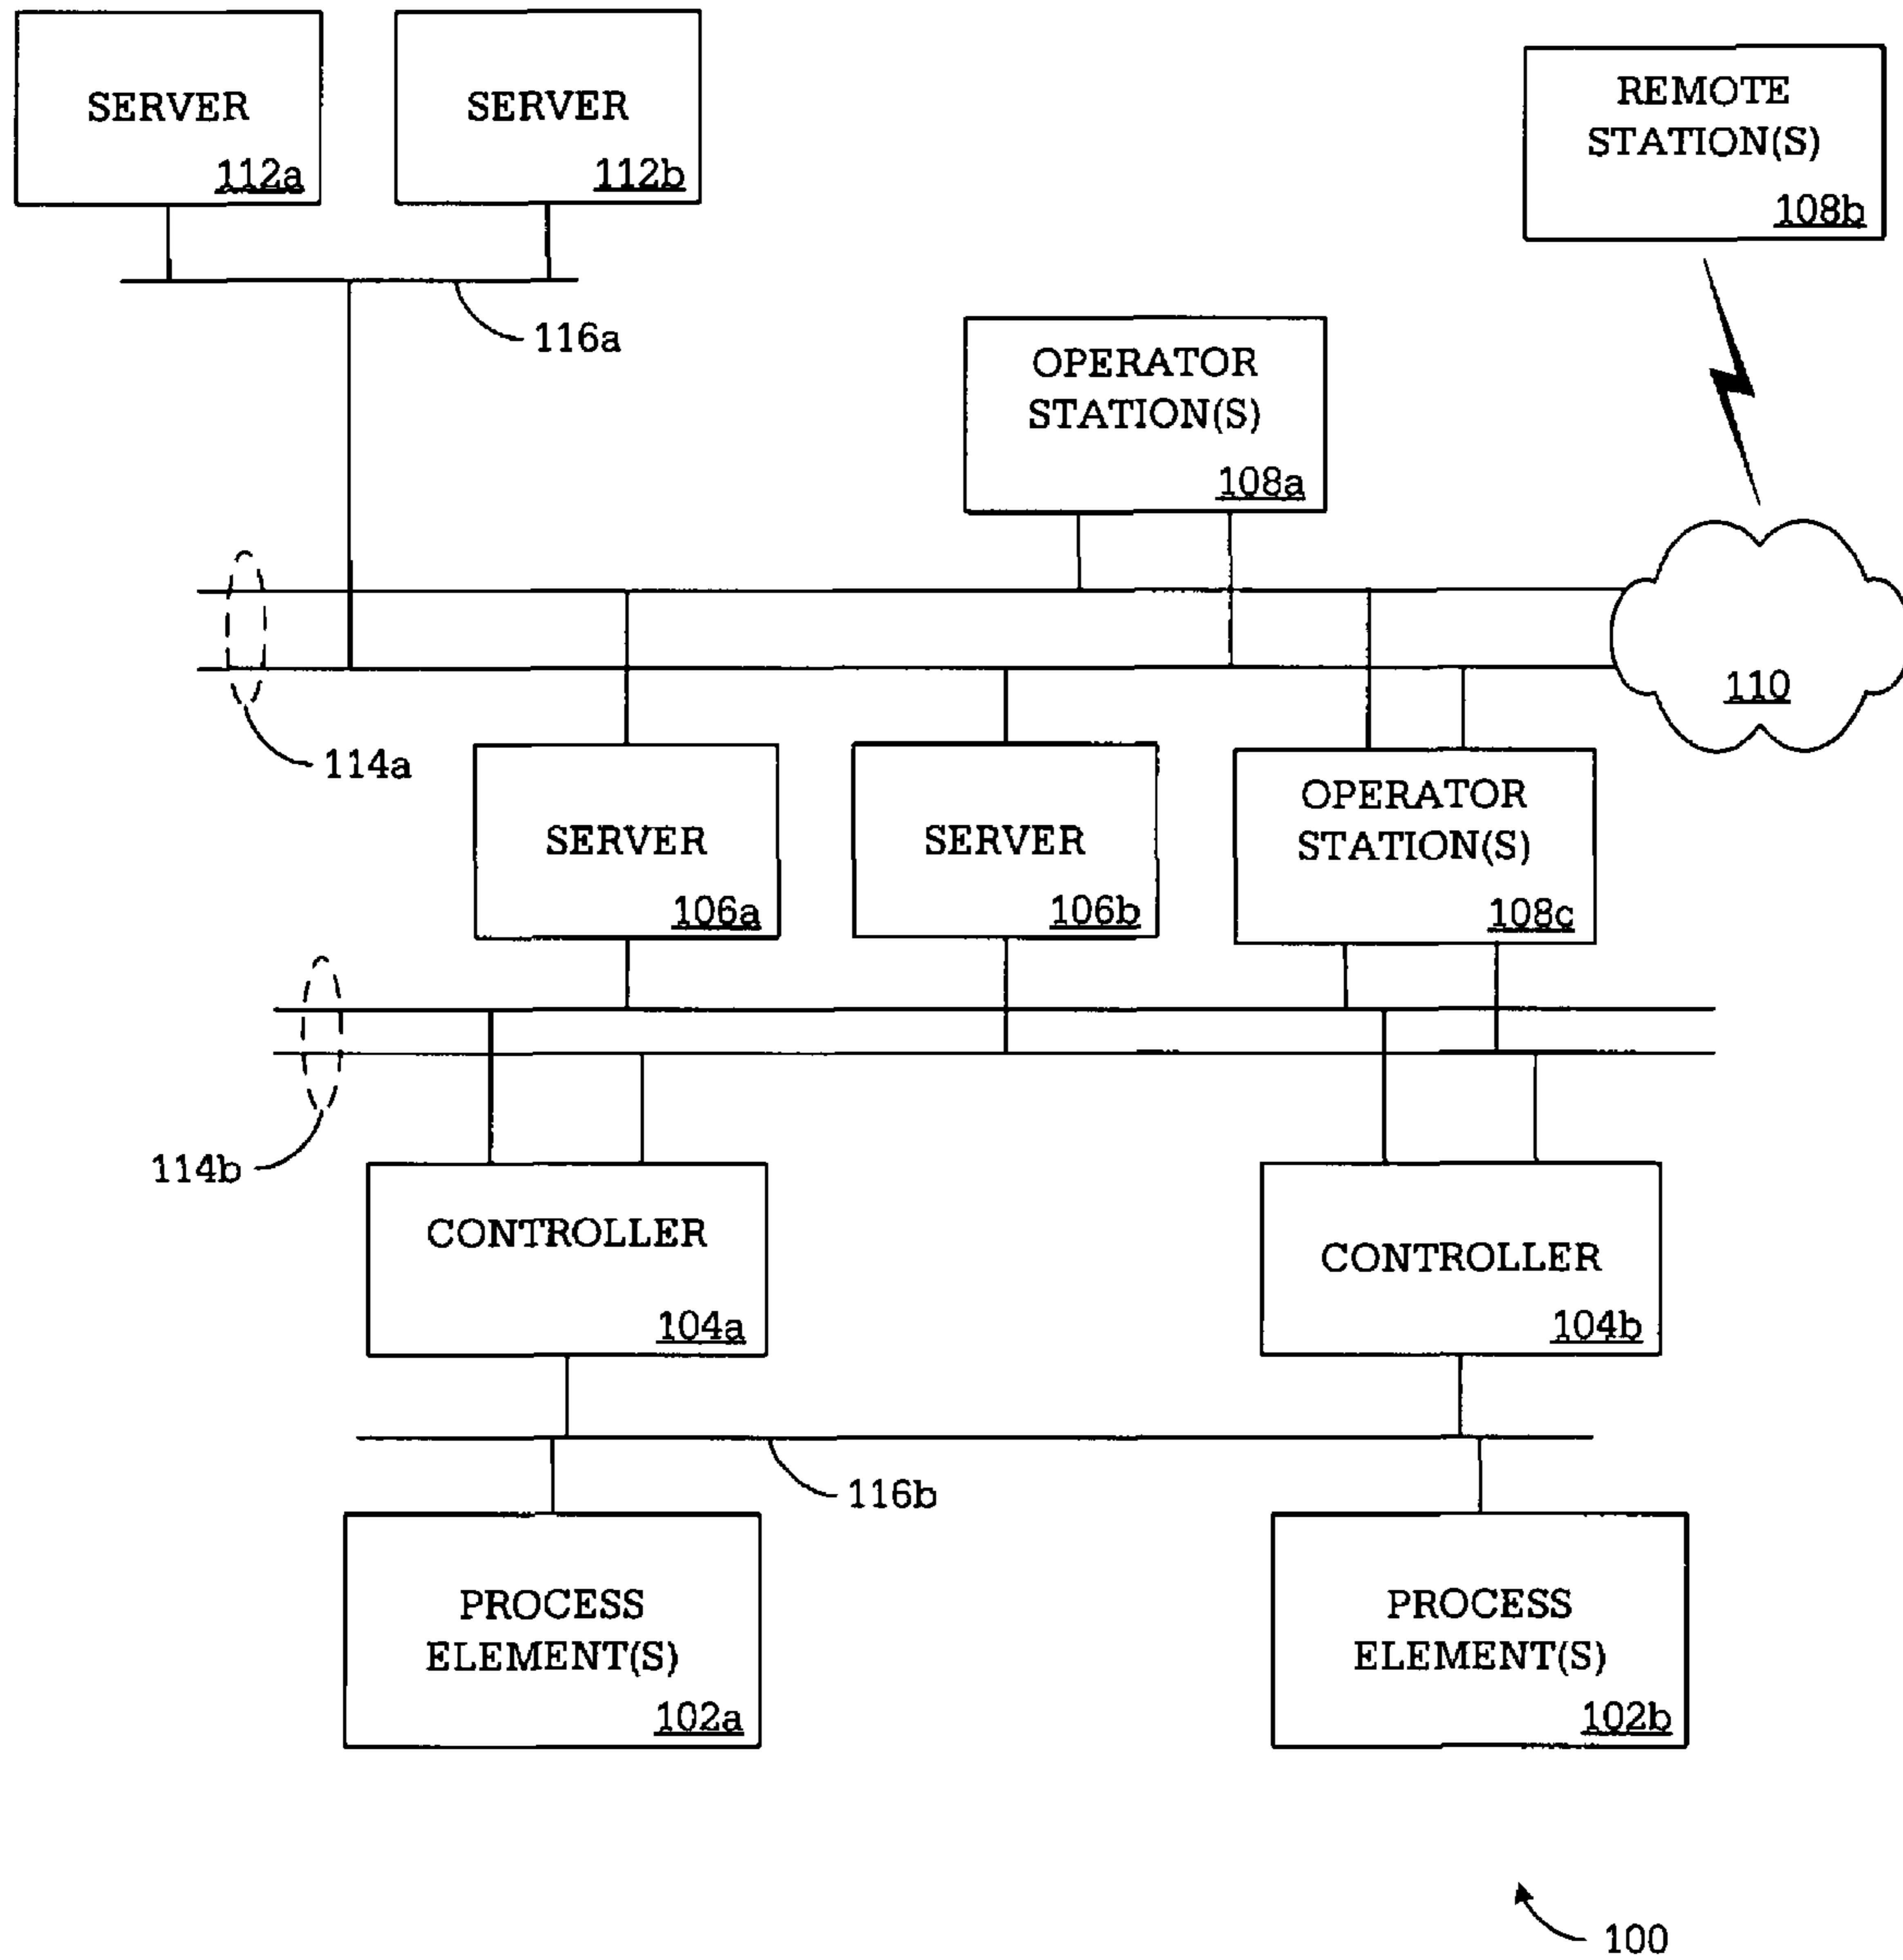 SERVER
112a
SERVER
112b
REMOTE
STATION(S)
108b
116a
OPERATOR
STATION(S)
108a
110
114a
SERVER
106a
SERVER
106b
OPERATOR
STATION(S)
108c
114b
CONTROLLER
104a
CONTROLLER
104b
116b
PROCESS
ELEMENT(S)
102a
PROCESS
ELEMENT(S)
102b
100